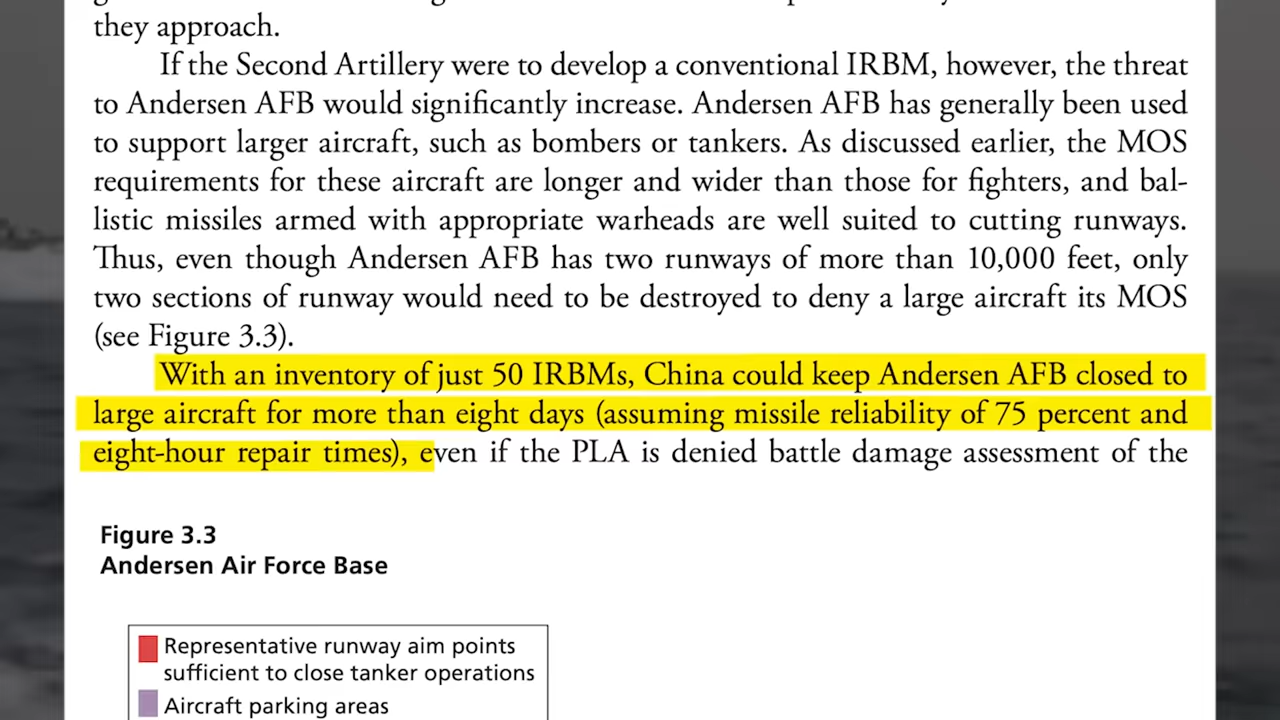 they approach.
If the Second Artillery were to develop a conventional IRBM, however, the threat
to Andersen AFB would significantly increase. Andersen AFB has generally been used
to support larger aircraft, such as bombers or tankers. As discussed earlier, the MOS
requirements for these aircraft are longer and wider than those for fighters, and bal-
listic missiles armed with appropriate warheads are well suited to cutting runways.
Thus, even though Andersen AFB has two runways of more than 10,000 feet, only
two sections of runway would need to be destroyed to deny a large aircraft its MOS
(see Figure 3.3).
With an inventory of just 50 IRBMs, China could keep Andersen AFB closed to
large aircraft for more than eight days (assuming missile reliability of 75 percent and
eight-hour repair times), even if the PLA is denied battle damage assessment of the
Figure 3.3
Andersen Air Force Base
Representative runway aim points
sufficient to close tanker operations
Aircraft parking areas